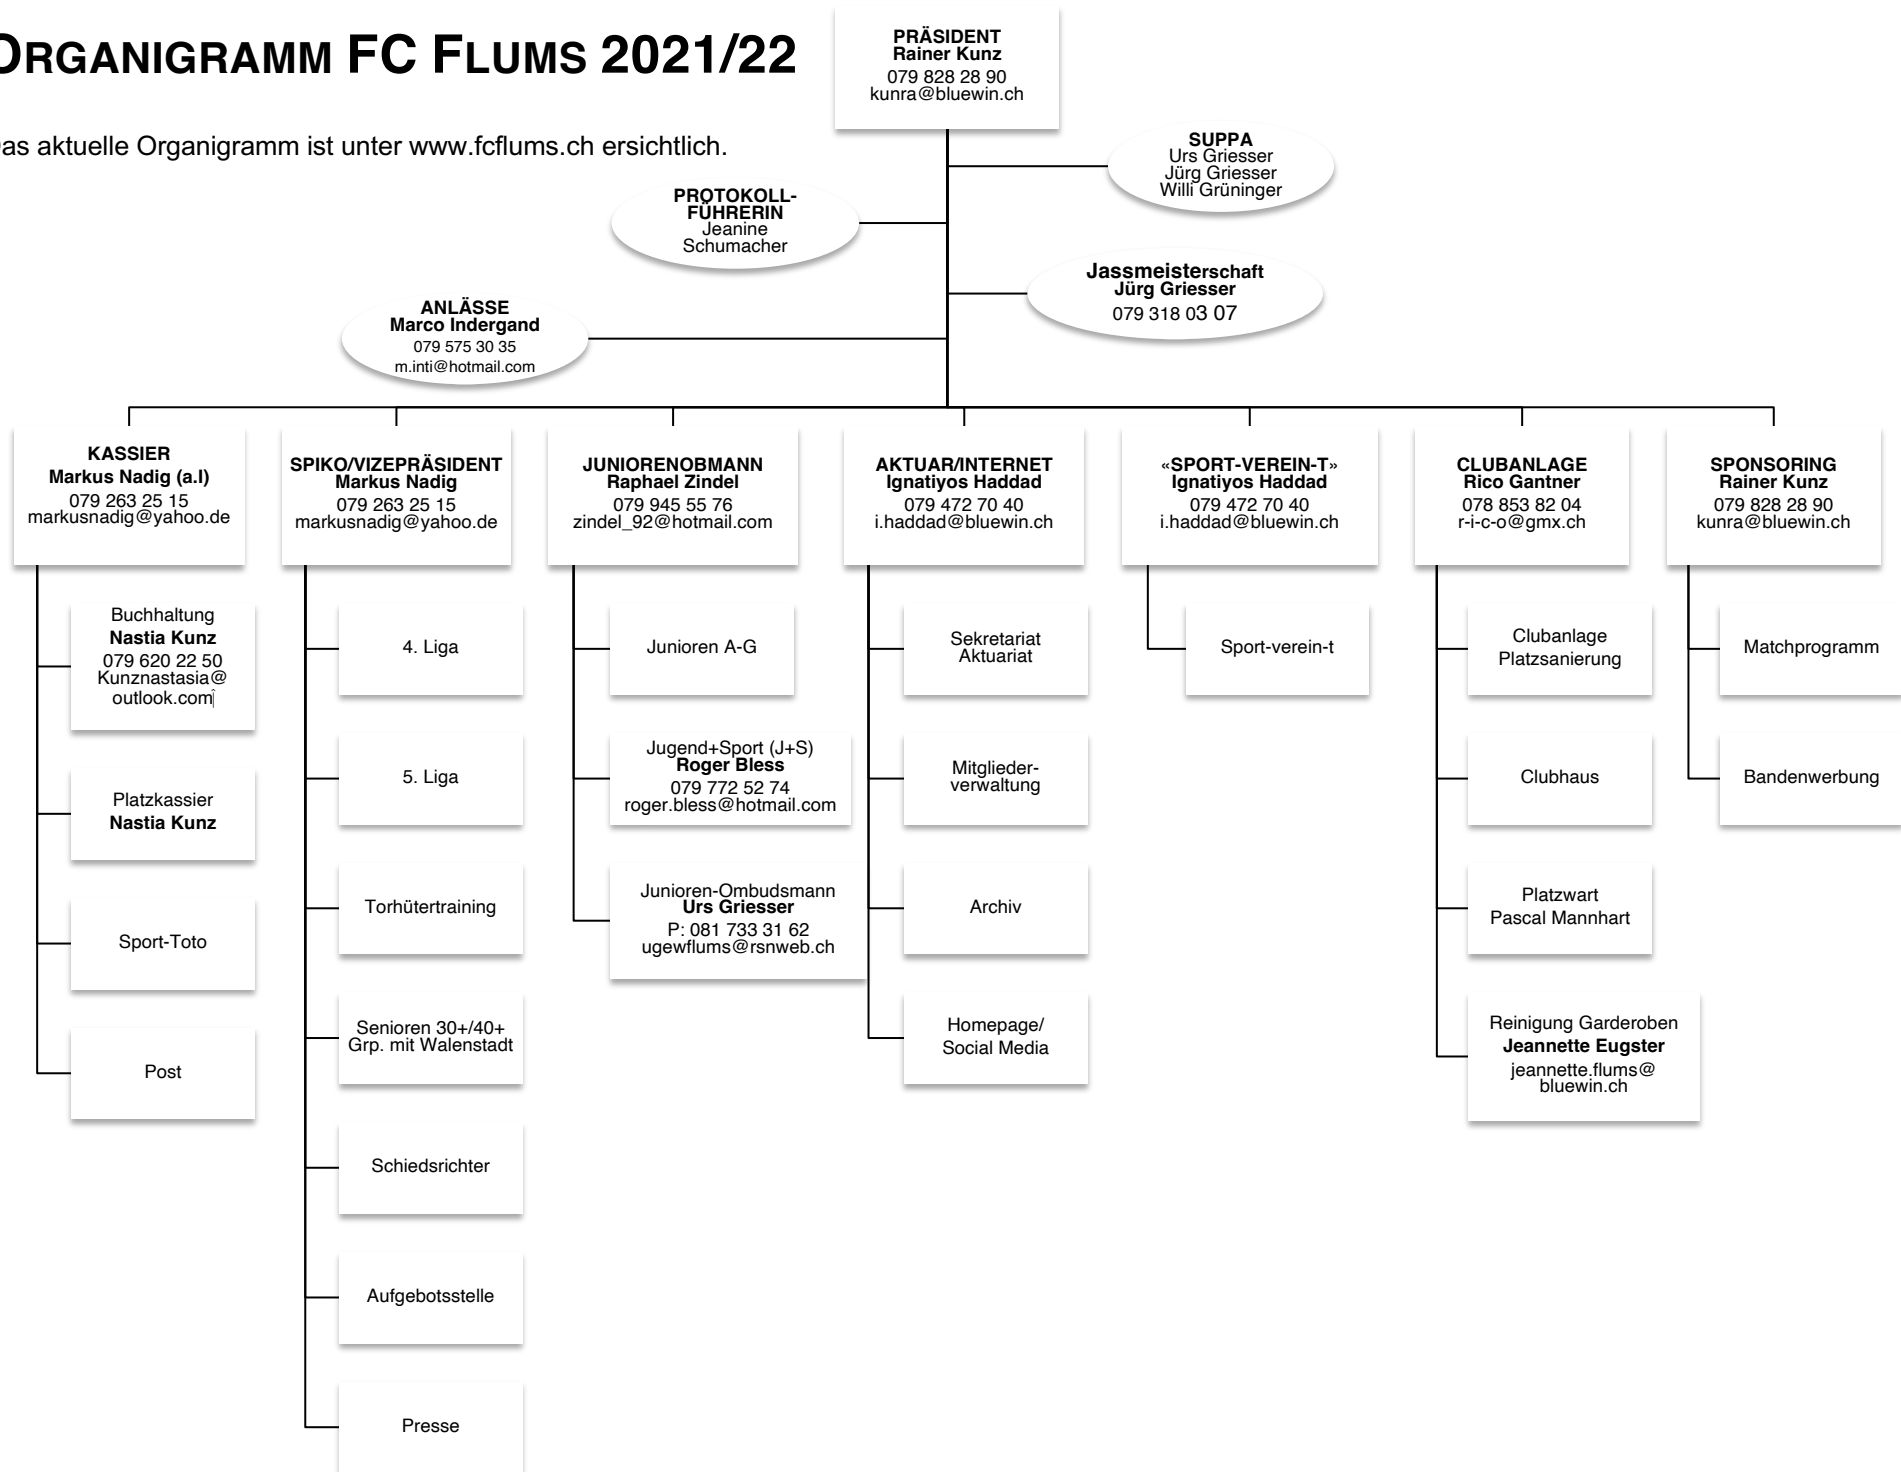 ORGANIGRAMM FC FLUMS 2021/22
as aktuelle Organigramm ist unter www.fcflums.ch ersichtlich.
PRÄSIDENT
Rainer Kunz
079 828 28 90
kunra@bluewin.ch
SUPPA
Urs Griesser
Jürg Griesser
Willi Grüninger
PROTOKOLL-
FÜHRERIN
Jeanine
Schumacher
Jassmeisterschaft
Jürg Griesser
079 318 03 07
ANLÄSSE
Marco Indergand
079 575 30 35
m.inti@hotmail.com
KASSIER
Markus Nadig (a.I)
079 263 25 15
markusnadig@yahoo.de
Buchhaltung
Nastia Kunz
079 620 22 50
Kunznastasia@
outlook.com
Platzkassier
Nastia Kunz
Sport-Toto
Post
SPIKO/VIZEPRÄSIDENT
Markus Nadig
079 263 25 15
markusnadig@yahoo.de
4. Liga
5. Liga
Torhütertraining
Senioren 30+/40+
Grp. mit Walenstadt
Schiedsrichter
Aufgebotsstelle
Presse
JUNIORENOBMANN
Raphael Zindel
079 945 55 76
zindel_92@hotmail.com
Junioren A-G
Jugend+Sport (J+S)
Roger Bless
079 772 52 74
roger.bless@hotmail.com
Junioren-Ombudsmann
Urs Griesser
P: 081 733 31 62
ugewflums@rsnweb.ch
AKTUAR/INTERNET
Ignatiyos Haddad
079 472 70 40
i.haddad@bluewin.ch
Sekretariat
Aktuariat
Mitglieder-
verwaltung
Archiv
Homepage/
Social Media
«SPORT-VEREIN-T»
Ignatiyos Haddad
079 472 70 40
i.haddad@bluewin.ch
Sport-verein-t
CLUBANLAGE
Rico Gantner
078 853 82 04
r-i-c-o@gmx.ch
Clubanlage
Platzsanierung
Clubhaus
Platzwart
Pascal Mannhart
Reinigung Garderoben
Jeannette Eugster
jeannette.flums@
bluewin.ch
SPONSORING
Rainer Kunz
079 828 28 90
kunra@bluewin.ch
Matchprogramm
Bandenwerbung